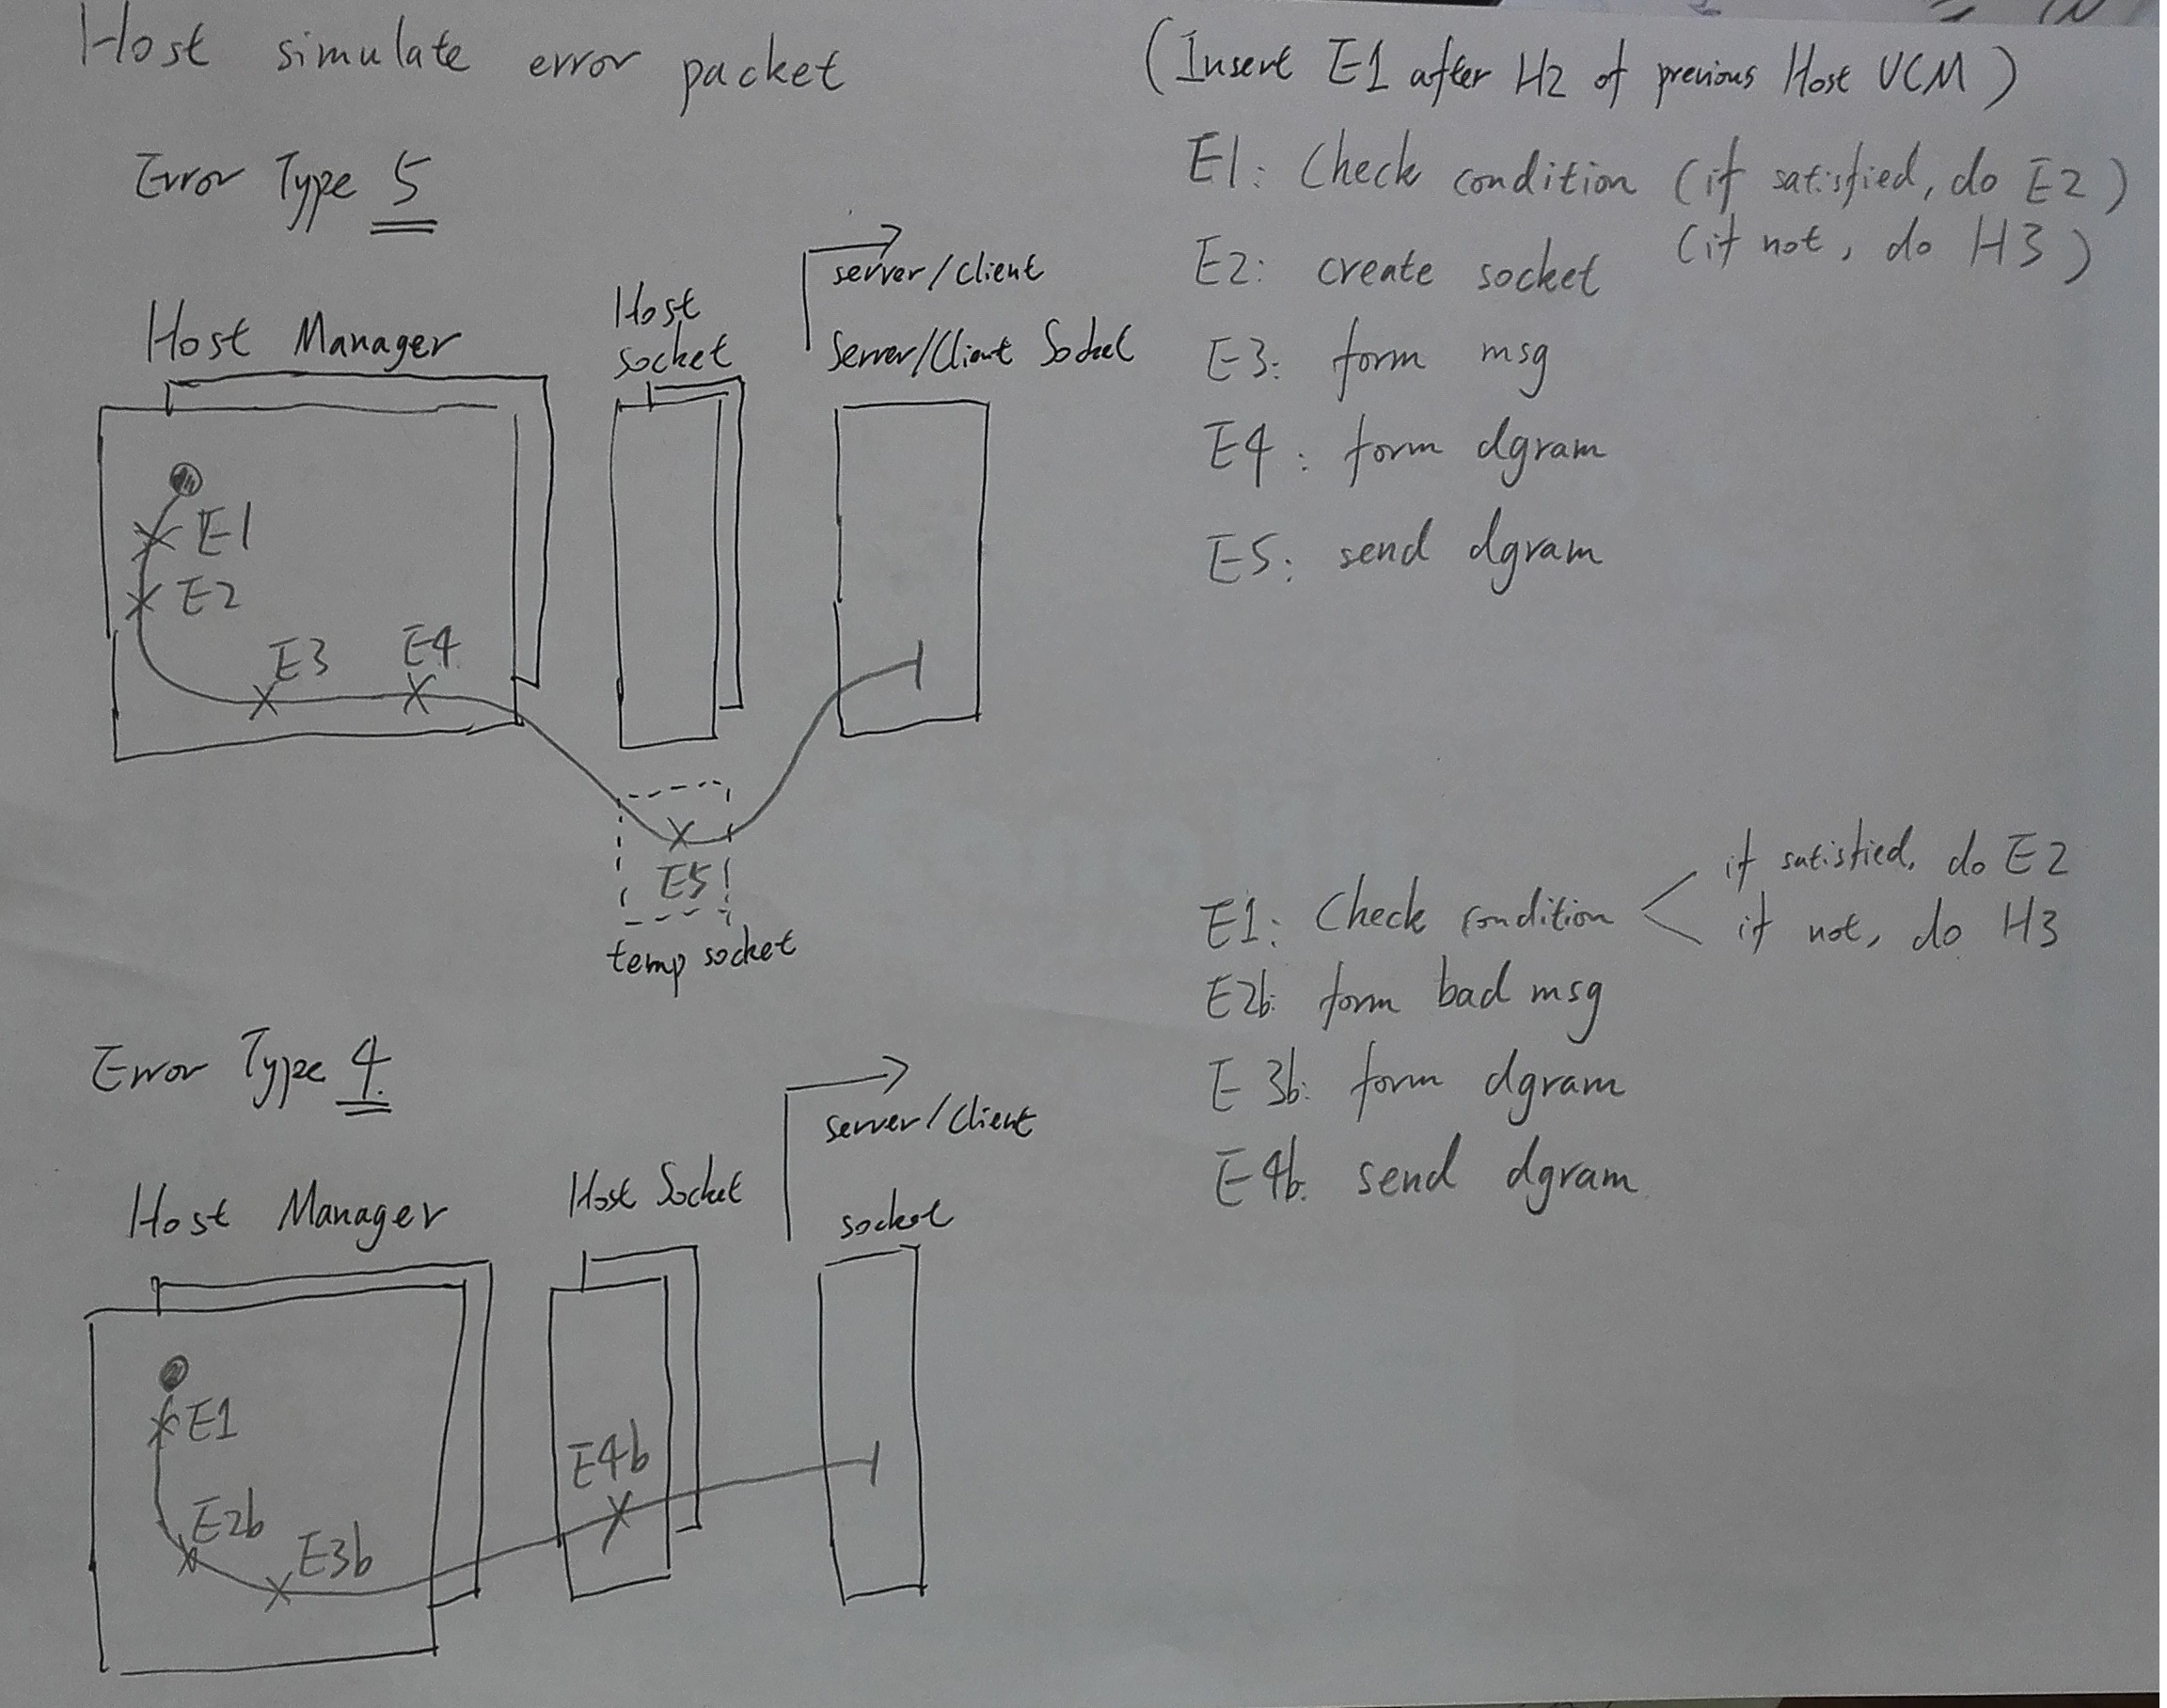 Host simulate error packet
(Insert E1 after H2 of previous Host UCM)
Error Type 5
E1: Check condition (if satisfied, do E2)
(if not, do H3)
E2: create socket
E3: form msg
E4: form dgram
E5: send dgram
server/client
Host Manager
Host
socket
Server/Client Socket
E1
E2
E3
E4
E5
temp socket
Error Type 4
E1: Check condition
if satisfied, do E2
if not, do H3
E2b: form bad msg
E3b: form dgram
E4b: send dgram
server/client
Host Manager
Host Socket
socket
E1
E2b
E3b
E4b